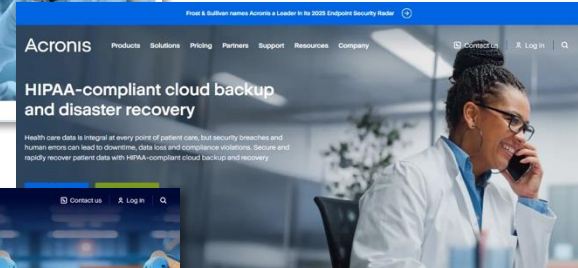 Frost & Sullivan names Acronis a Leader in Its 2025 Endpoint Security Radar
Acronis
Products Solutions Pricing Partners Support Resources Company
Contact us Log in
HIPAA-compliant cloud backup
and disaster recovery
Health care data is integral at every point of patient care, but security breaches and
human errors can lead to downtime, data loss and compliance violations. Secure and
rapidly recover patient data with HIPAA-compliant cloud backup and recovery
Contact us Log in